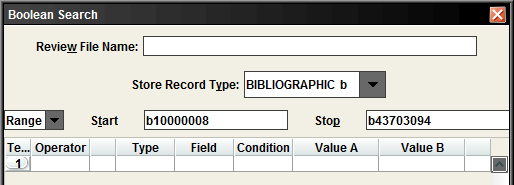 Boolean Search
Review File Name:
Store Record Type: BIBLIOGRAPHIC b
Range Start b10000008 Stop b43703094
Te... Operator Type Field Condition Value A Value B
1